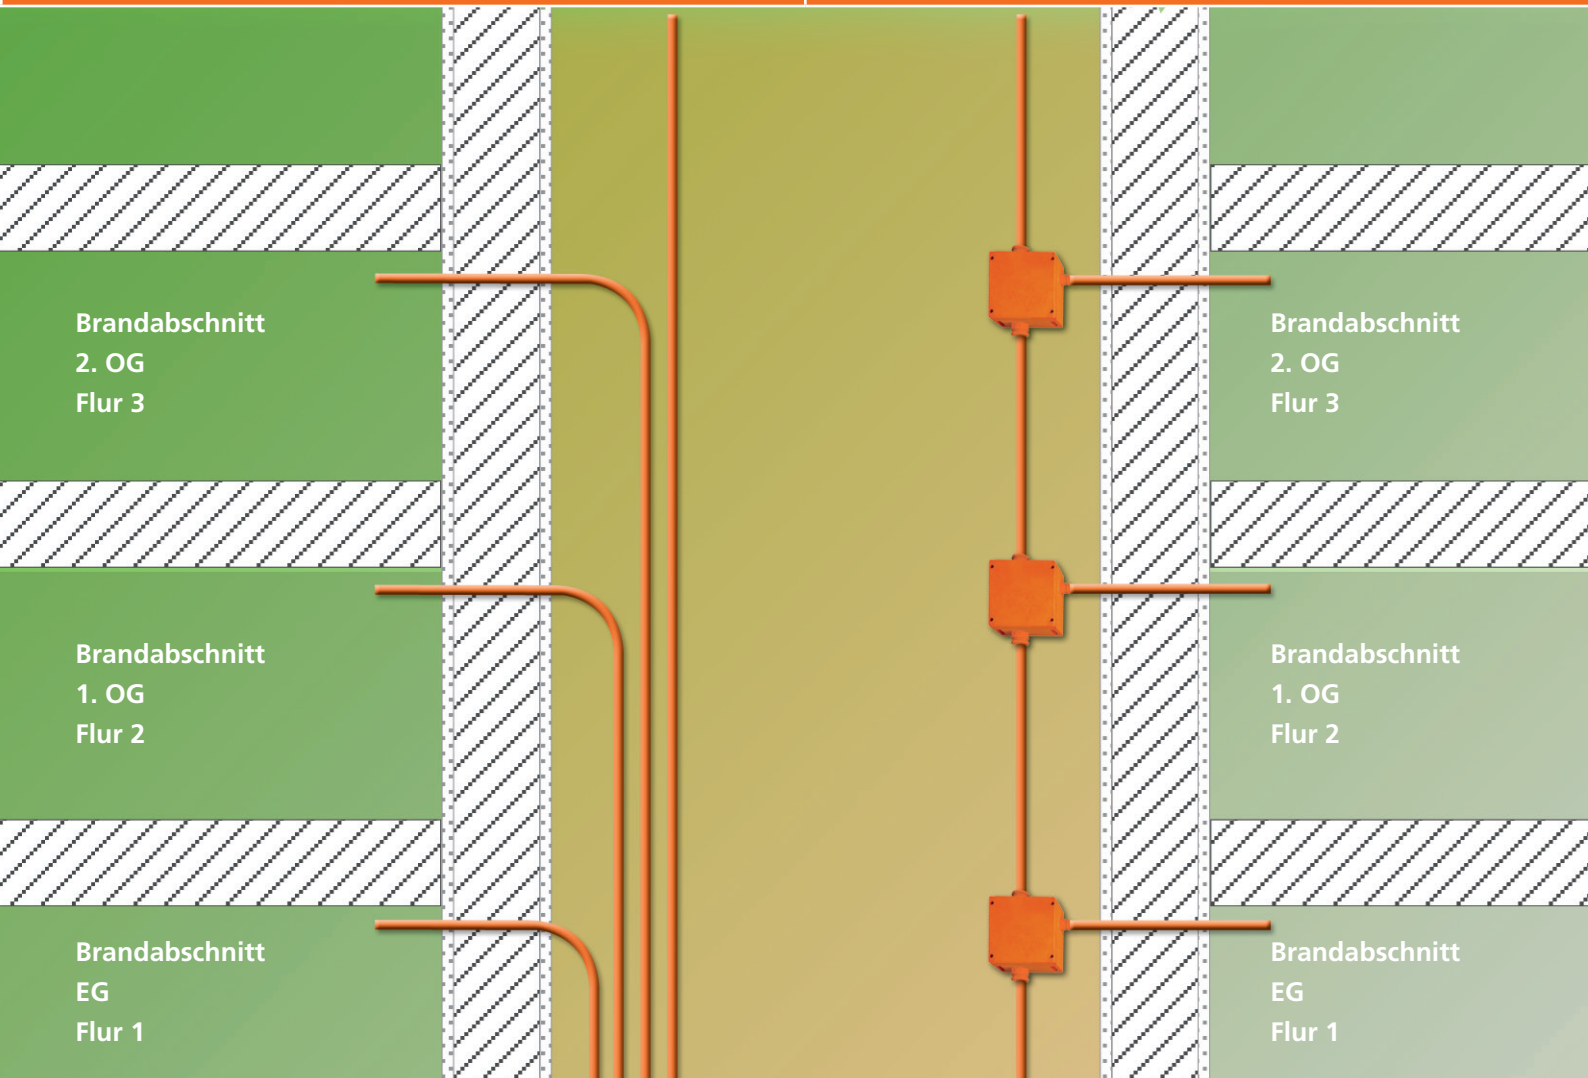 Brandabschnitt
2. OG
Flur 3
Brandabschnitt
2. OG
Flur 3
Brandabschnitt
1. OG
Flur 2
Brandabschnitt
1. OG
Flur 2
Brandabschnitt
EG
Flur 1
Brandabschnitt
EG
Flur 1